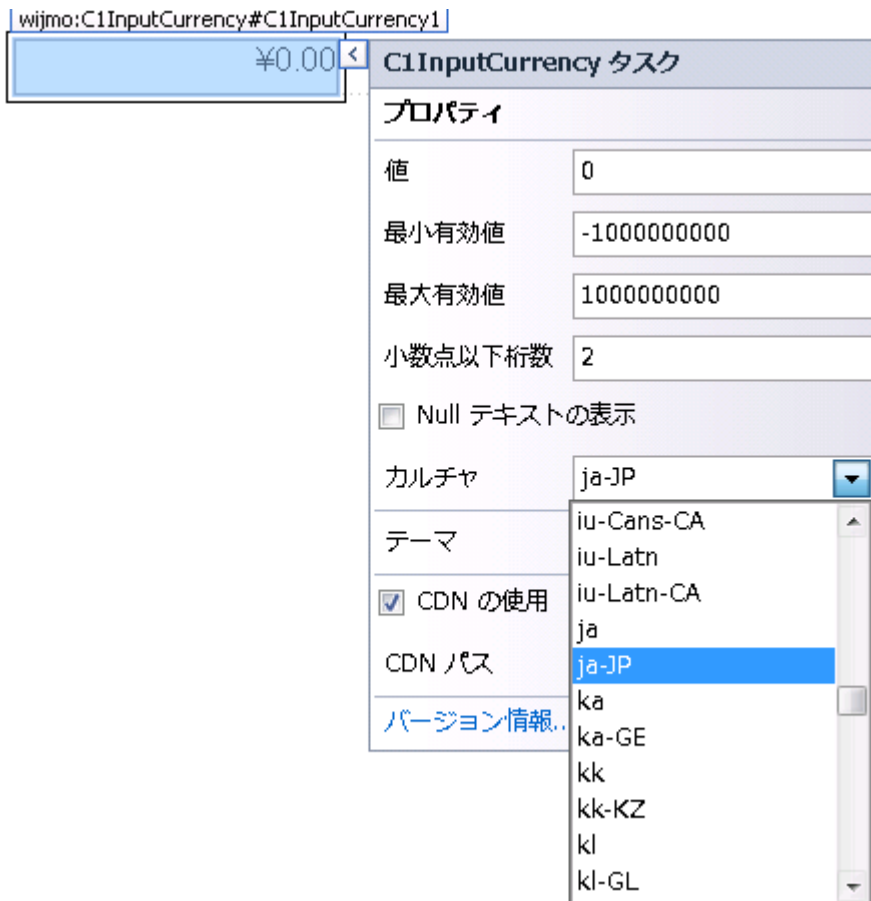 wijmo:C1InputCurrency#C1InputCurrency1
¥0.00
C1InputCurrency タスク
プロパティ
値 0
最小有効値 -1000000000
最大有効値 1000000000
小数点以下桁数 2
Null テキストの表示
カルチャ ja-JP
iu-Cans-CA
テーマ
iu-Latn
CDN の使用
iu-Latn-CA
ja
CDN パス
ja-JP
ka
バージョン情報..
ka-GE
kk
kk-KZ
kl
kl-GL